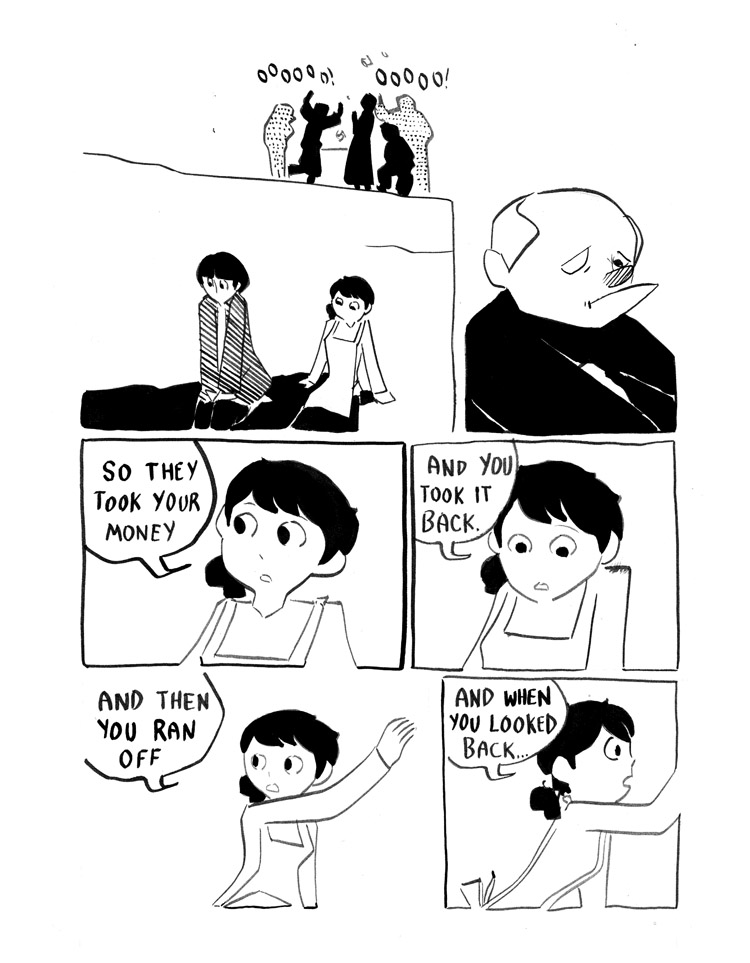 OOOOOO!
OOOOO!
SO THEY
TOOK YOUR
MONEY
AND YOU
TOOK IT
BACK.
AND THEN
YOU RAN
OFF
AND WHEN
YOU LOOKED
BACK...